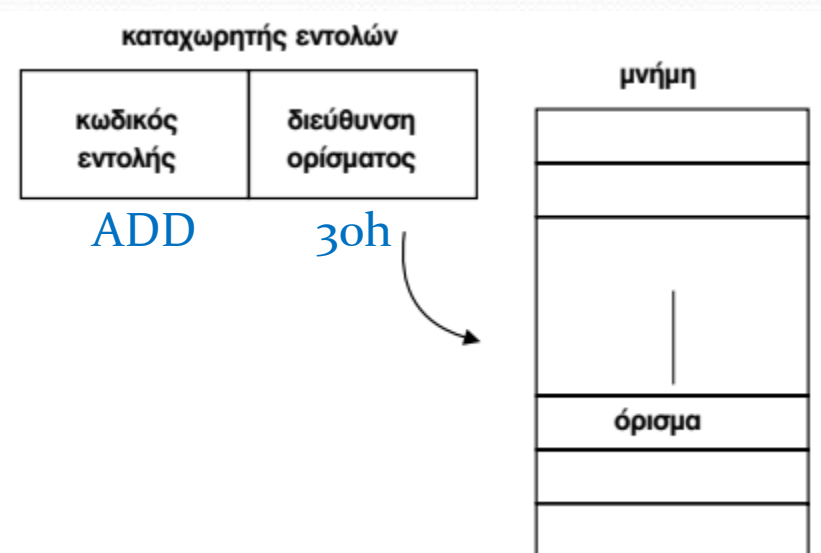 καταχωρητής εντολών
μνήμη
κωδικός
εντολής
διεύθυνση
ορίσματος
ADD
30h
όρισμα